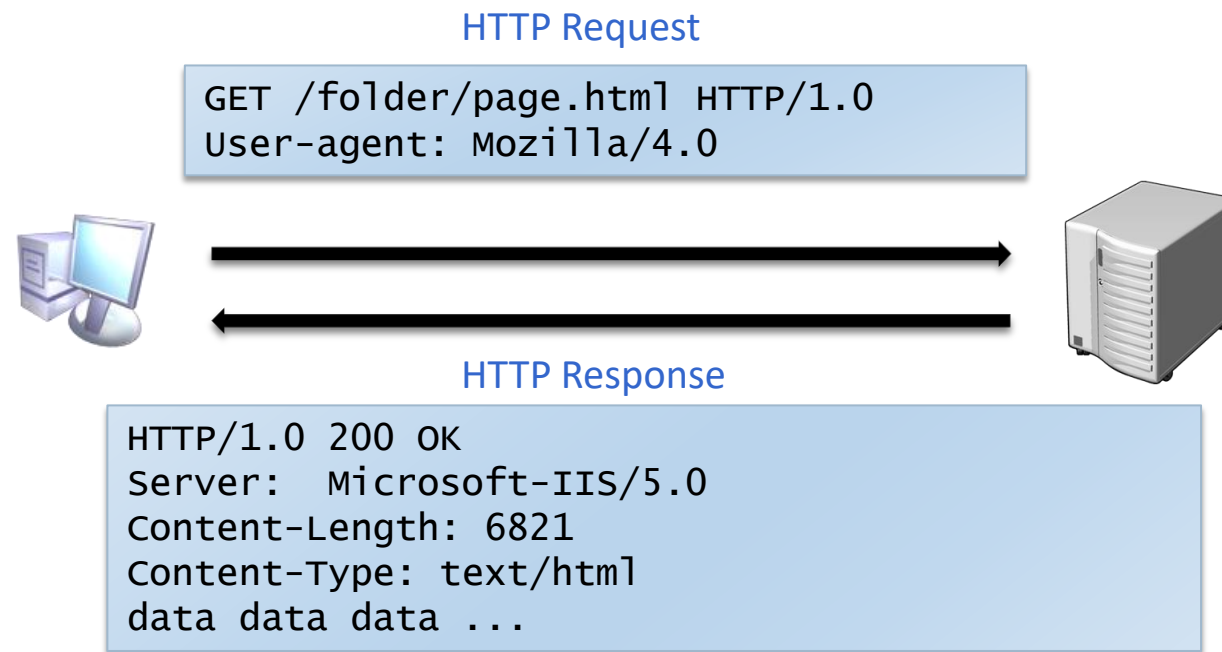 HTTP Request
GET /folder/page.html HTTP/1.0
User-agent: Mozilla/4.0
HTTP Response
HTTP/1.0 200 OK
Server:  Microsoft-IIS/5.0
Content-Length: 6821
Content-Type: text/html
data data data ...